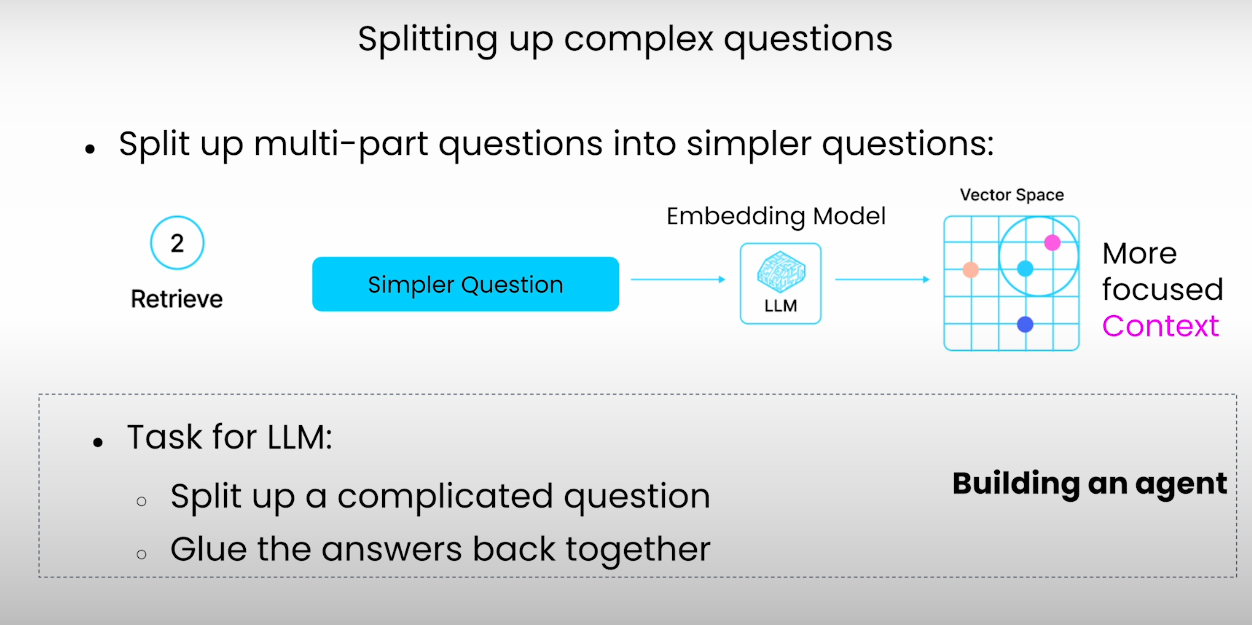 Splitting up complex questions
• Split up multi-part questions into simpler questions:
Vector Space
Embedding Model
2
Retrieve
Simpler Question
LLM
More
focused
Context
• Task for LLM:
○ Split up a complicated question
○ Glue the answers back together
Building an agent